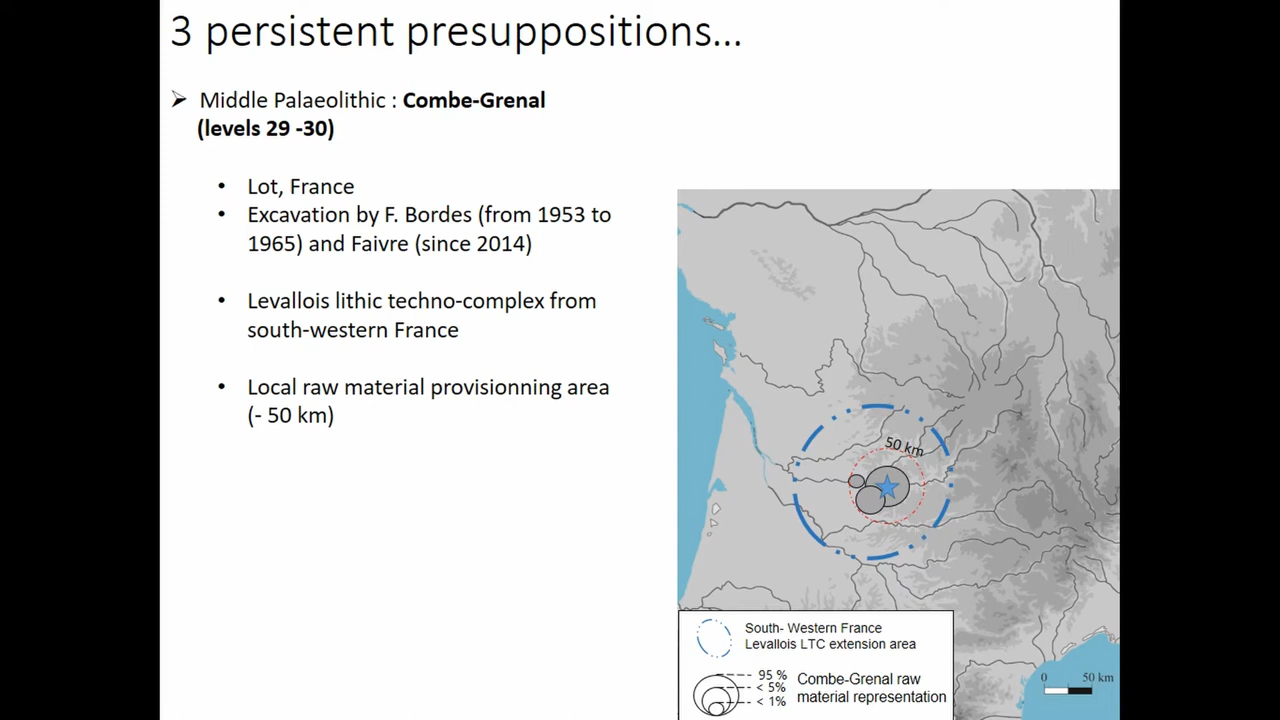 3 persistent presuppositions...
➢ Middle Palaeolithic : Combe-Grenal
(levels 29 -30)
• Lot, France
• Excavation by F. Bordes (from 1953 to
1965) and Faivre (since 2014)
• Levallois lithic techno-complex from
south-western France
• Local raw material provisionning area
(- 50 km)
50 km
South- Western France
Levallois LTC extension area
95 %
< 5%
< 1%
Combe-Grenal raw
material representation
0 50 km